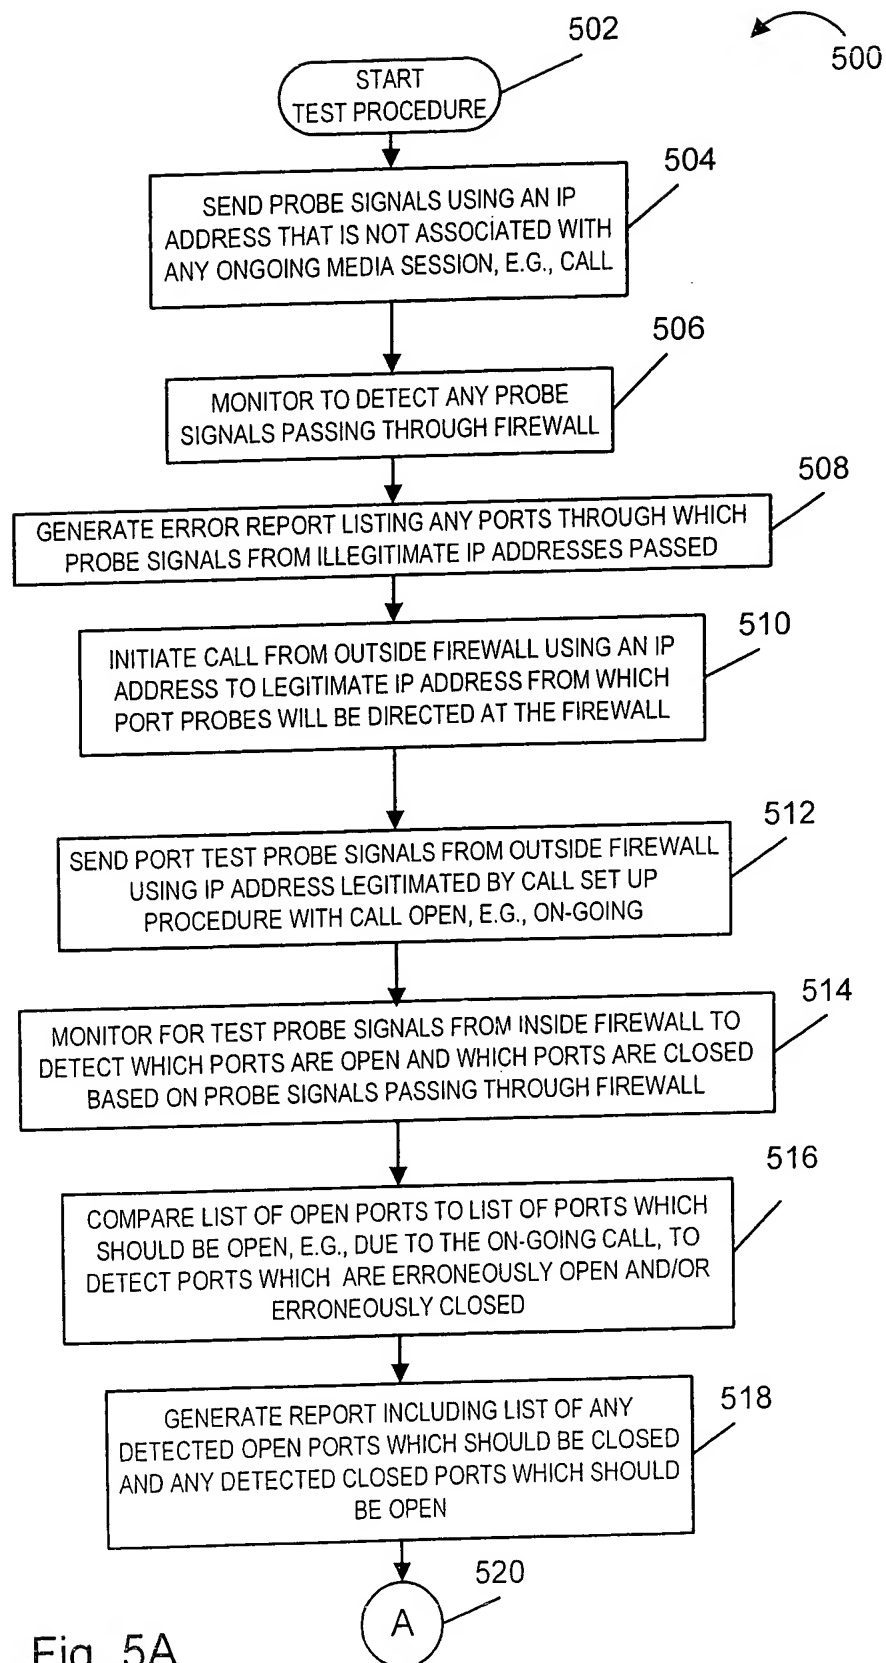 502
500
START
TEST PROCEDURE
504
SEND PROBE SIGNALS USING AN IP
ADDRESS THAT IS NOT ASSOCIATED WITH
ANY ONGOING MEDIA SESSION, E.G., CALL
506
MONITOR TO DETECT ANY PROBE
SIGNALS PASSING THROUGH FIREWALL
508
GENERATE ERROR REPORT LISTING ANY PORTS THROUGH WHICH
PROBE SIGNALS FROM ILLEGITIMATE IP ADDRESSES PASSED
510
INITIATE CALL FROM OUTSIDE FIREWALL USING AN IP
ADDRESS TO LEGITIMATE IP ADDRESS FROM WHICH
PORT PROBES WILL BE DIRECTED AT THE FIREWALL
512
SEND PORT TEST PROBE SIGNALS FROM OUTSIDE FIREWALL
USING IP ADDRESS LEGITIMATED BY CALL SET UP
PROCEDURE WITH CALL OPEN, E.G., ON-GOING
514
MONITOR FOR TEST PROBE SIGNALS FROM INSIDE FIREWALL TO
DETECT WHICH PORTS ARE OPEN AND WHICH PORTS ARE CLOSED
BASED ON PROBE SIGNALS PASSING THROUGH FIREWALL
516
COMPARE LIST OF OPEN PORTS TO LIST OF PORTS WHICH
SHOULD BE OPEN, E.G., DUE TO THE ON-GOING CALL, TO
DETECT PORTS WHICH ARE ERRONEOUSLY OPEN AND/OR
ERRONEOUSLY CLOSED
518
GENERATE REPORT INCLUDING LIST OF ANY
DETECTED OPEN PORTS WHICH SHOULD BE CLOSED
AND ANY DETECTED CLOSED PORTS WHICH SHOULD
BE OPEN
520
A
Fig. 5A